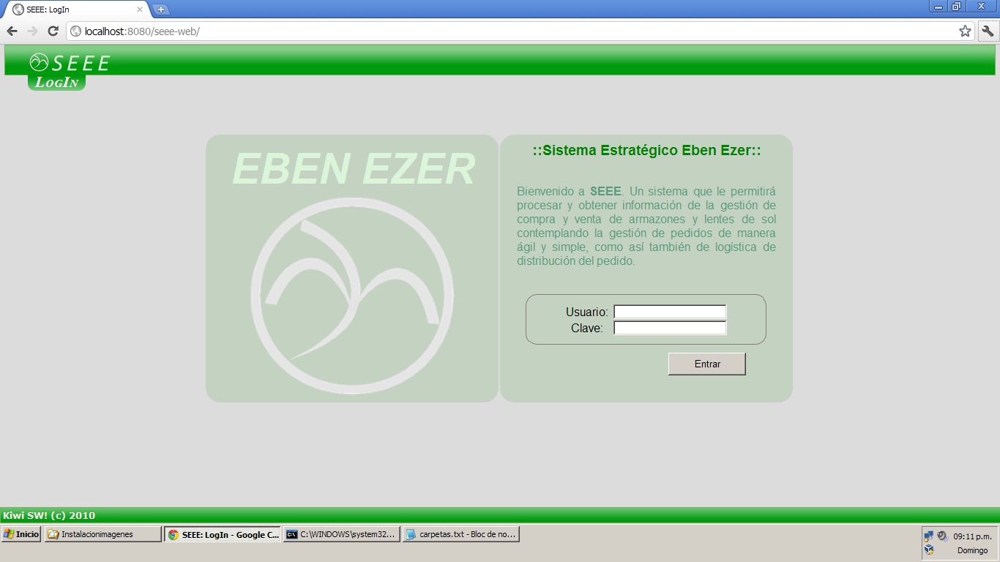 SEEE: LogIn
localhost:8080/seee-web/
SEEE
LogIn
EBEN EZER
::Sistema Estratégico Eben Ezer::
Bienvenido a SEEE. Un sistema que le permitirá
procesar y obtener información de la gestión de
compra y venta de armazones y lentes de sol
contemplando la gestión de pedidos de manera
ágil y simple, como así también de logística de
distribución del pedido.
Usuario:
Clave:
Entrar
Kiwi SW! (c) 2010
Inicio
Instalacionimagenes
SEEE: LogIn - Google C...
C:\WINDOWS\system32...
carpetas.txt - Bloc de no...
09:11 p.m.
Domingo